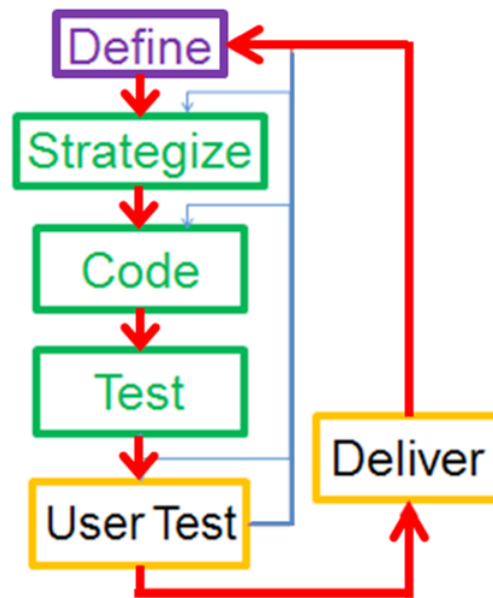 Define
Strategize
Code
Test
Deliver
User Test